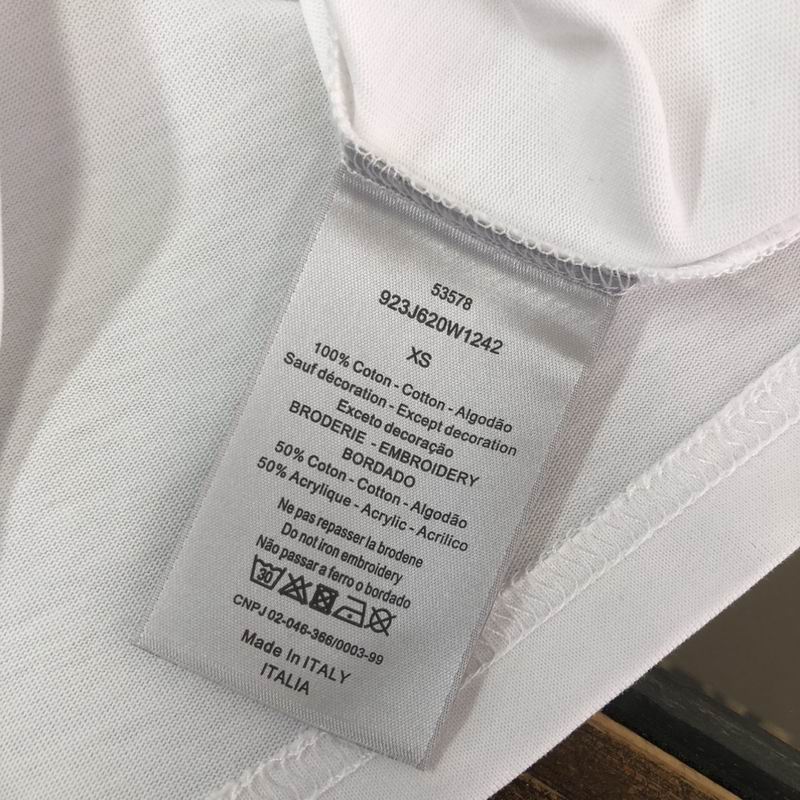 53578
923J620W1242
XS
100% Coton - Cotton - Algodão
Sauf décoration - Except decoration
Exceto decoração
BRODERIE - EMBROIDERY
BORDADO
50% Coton - Cotton - Algodão
50% Acrylique - Acrylic - Acrilico
Ne pas repasser la brodene
Do not iron embroidery
Não passar a ferro o bordado
30
CNPJ 02-046-366/0003-99
Made In ITALY
ITALIA